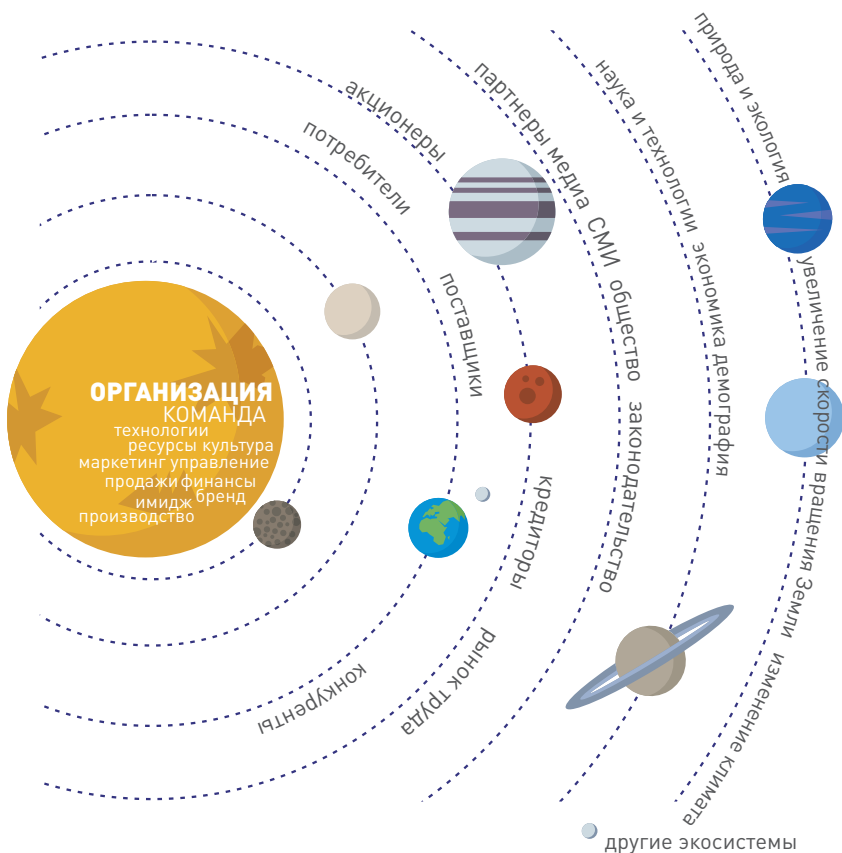 ОРГАНИЗАЦИЯ
КОМАНДА
технологии
ресурсы культура
маркетинг управление
продажи финансы
имидж бренд
производство
потребители
поставщики
конкуренты
акционеры
кредиторы
рынок труда
партнеры медиа СМИ общество законодательство
наука и технологии экономика демография
природа и экология
увеличение скорости вращения Земли
изменение климата
другие экосистемы